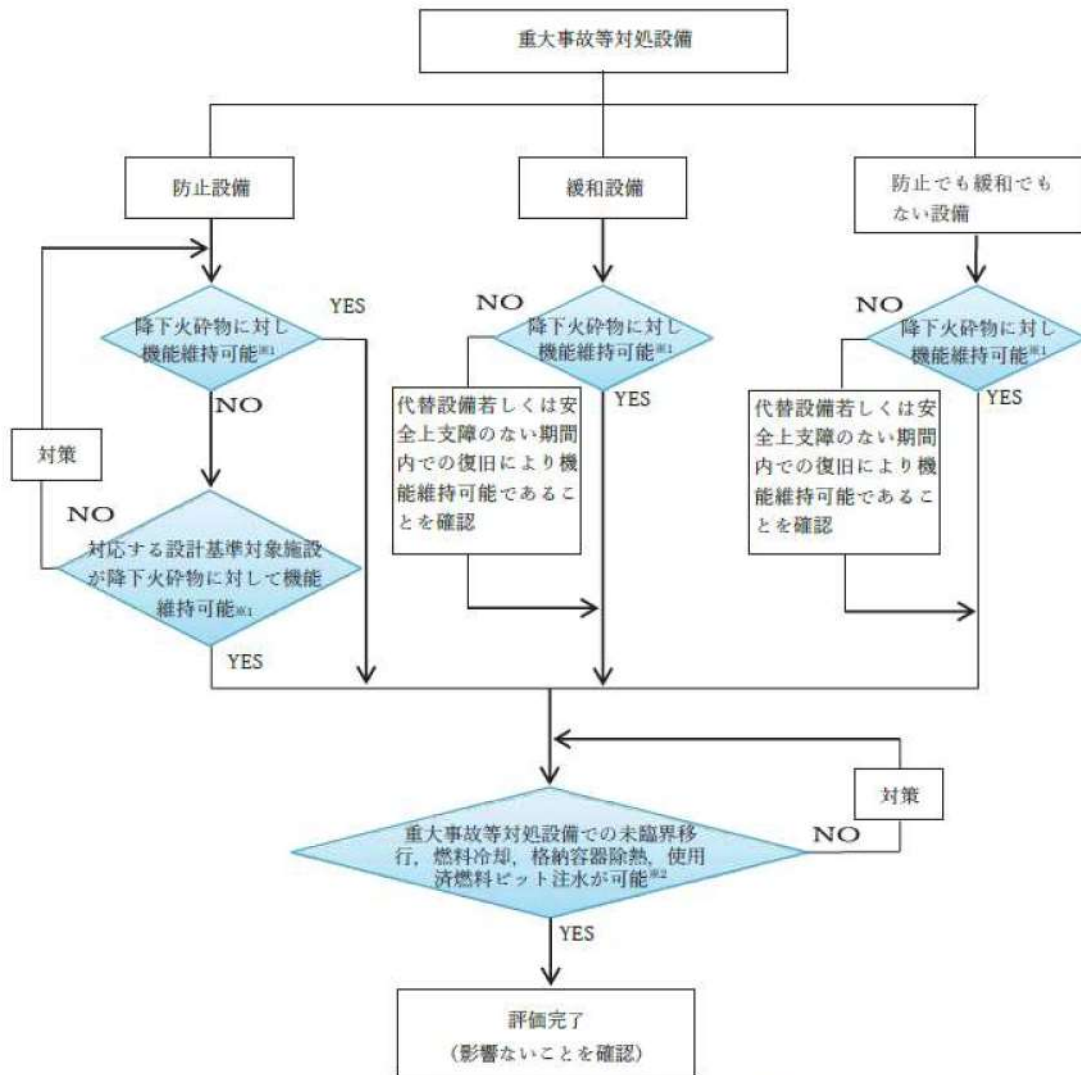 重大事故等対処設備
防止設備
緩和設備
防止でも緩和でも
ない設備
降下火砕物に対し
機能維持可能※1
YES
NO
対策
NO
対応する設計基準対象施設
が降下火砕物に対して機能
維持可能※1
YES
NO
降下火砕物に対し
機能維持可能※1
YES
代替設備若しくは安
全上支障のない期間
内での復旧により機
能維持可能であるこ
とを確認
NO
降下火砕物に対し
機能維持可能※1
YES
代替設備若しくは安
全上支障のない期間
内での復旧により機
能維持可能であるこ
とを確認
対策
重大事故等対処設備での未臨界移
行，燃料冷却，格納容器除熱，使用
済燃料ピット注水が可能※2
NO
YES
評価完了
（影響ないことを確認）